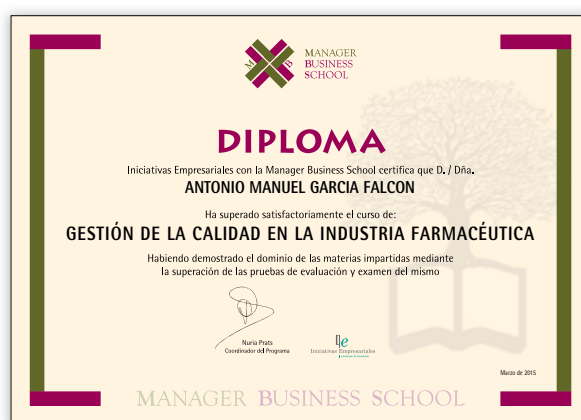 M B
MANAGER
BUSINESS
SCHOOL
DIPLOMA
Iniciativas Empresariales con la Manager Business School certifica que D. / Dña.
ANTONIO MANUEL GARCIA FALCON
Ha superado satisfactoriamente el curso de:
GESTIÓN DE LA CALIDAD EN LA INDUSTRIA FARMACÉUTICA
Habiendo demostrado el dominio de las materias impartidas mediante
la superación de las pruebas de evaluación y examen del mismo
Nuria Prats
Coordinador del Programa
Iniciativas Empresariales
Marzo de 2015
MANAGER BUSINESS SCHOOL